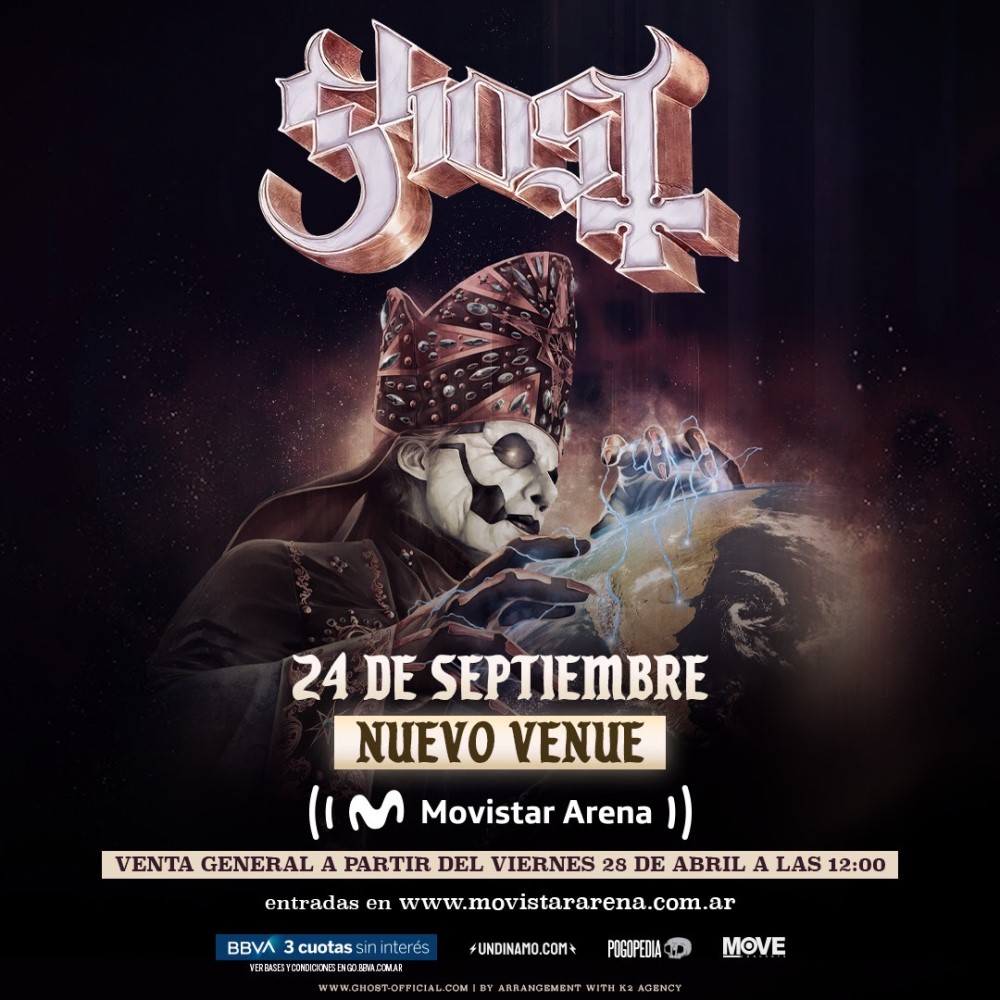 Ghost
24 DE SEPTIEMBRE
NUEVO VENUE
Movistar Arena
VENTA GENERAL A PARTIR DEL VIERNES 28 DE ABRIL A LAS 12:00
entradas en www.movistararena.com.ar
BBVA 3 cuotas sin interés
VER BASES Y CONDICIONES EN GO.BBVA.COM.AR
UNDINAMO.COM
POGOPEDIA
MOVE
CONCERTS
WWW.GHOST-OFFICIAL.COM | BY ARRANGEMENT WITH K2 AGENCY